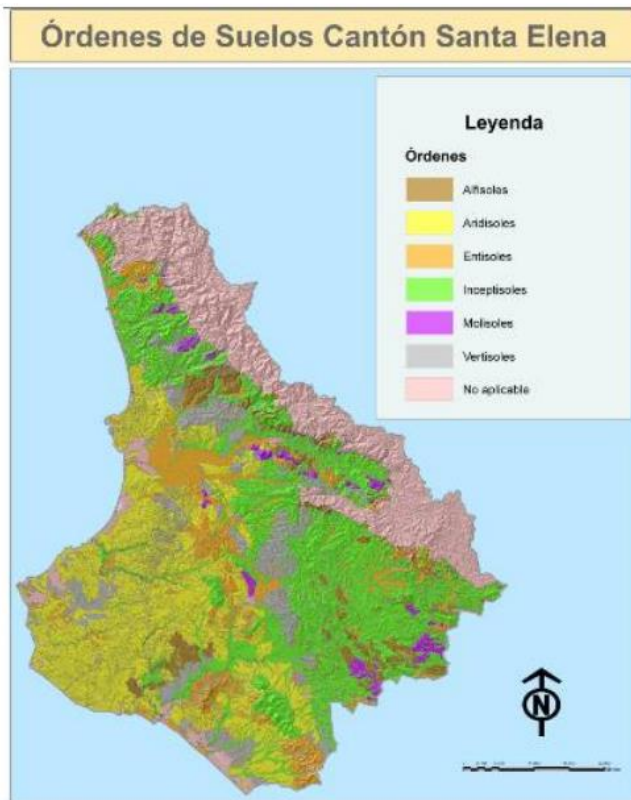 Órdenes de Suelos Cantón Santa Elena
Leyenda
Órdenes
Alfisoles
Aridisoles
Entisoles
Inceptisoles
Molisoles
Vertisoles
No aplicable
N